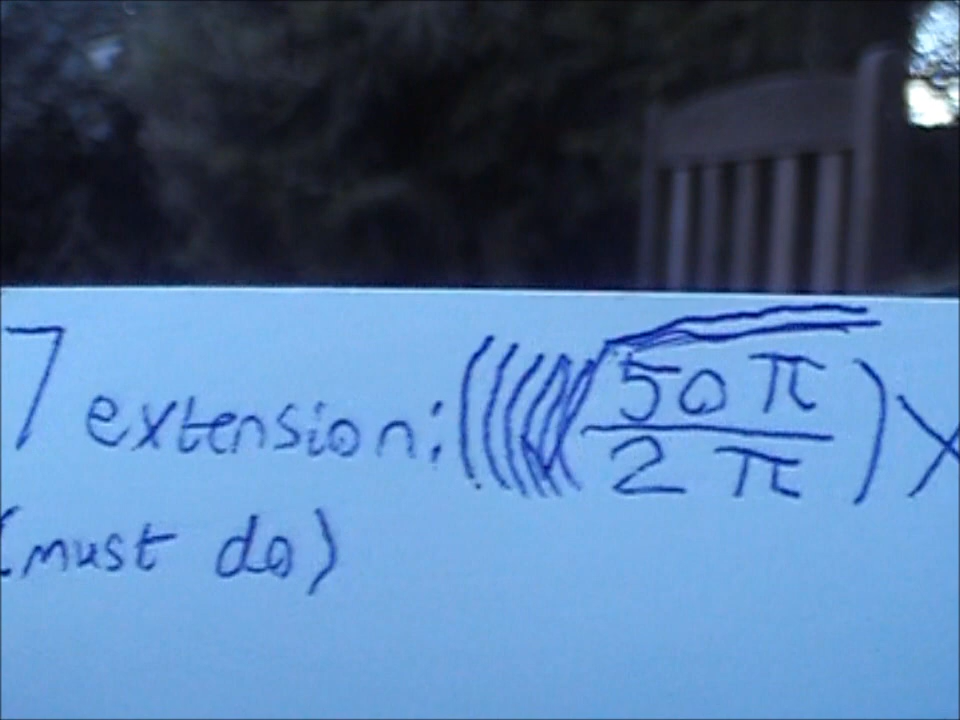 7 extension: (((((√(50π/2π) ) x
(must do)